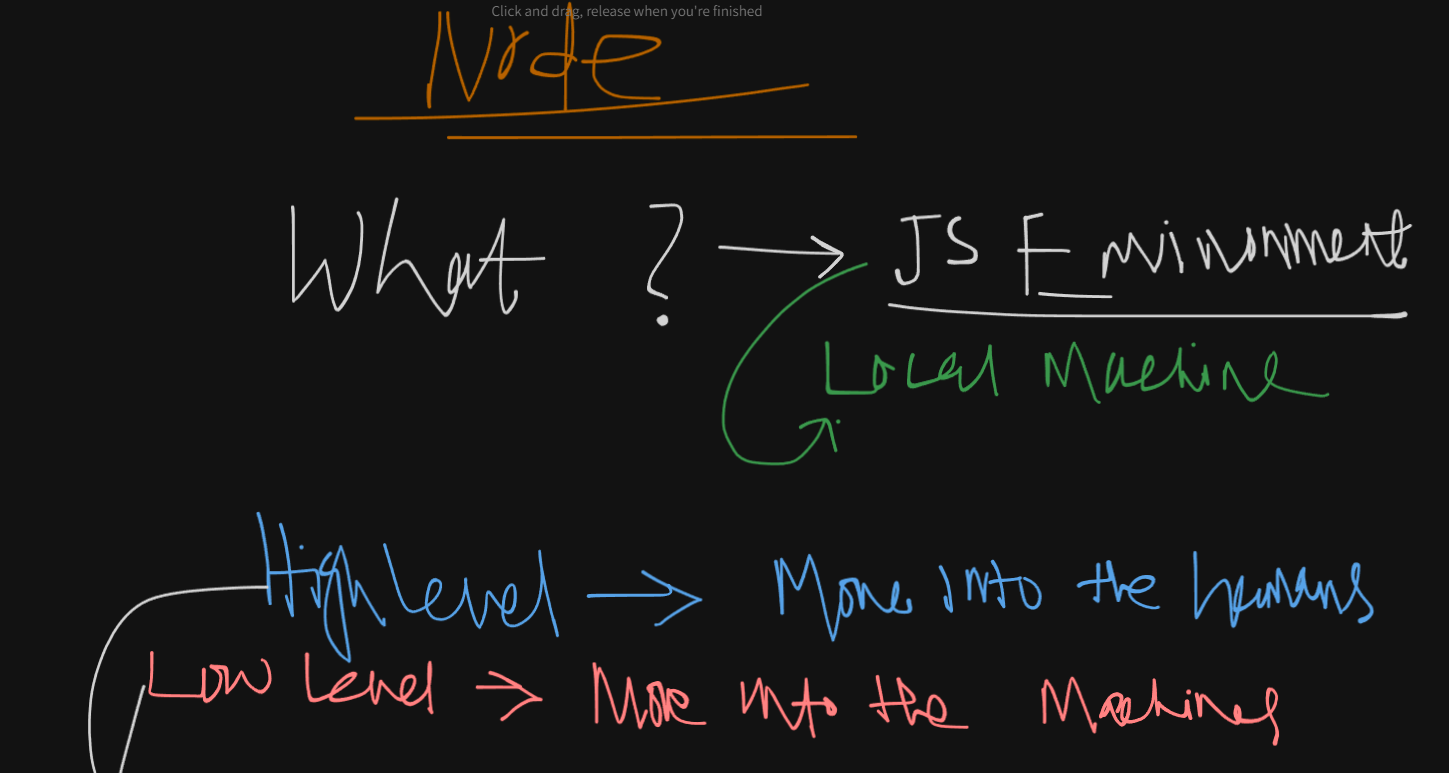 Click and drag, release when you're finished
Node
What ? → JS Environment
Local Machine
High Level → More into the humans
Low Level → More into the Machines